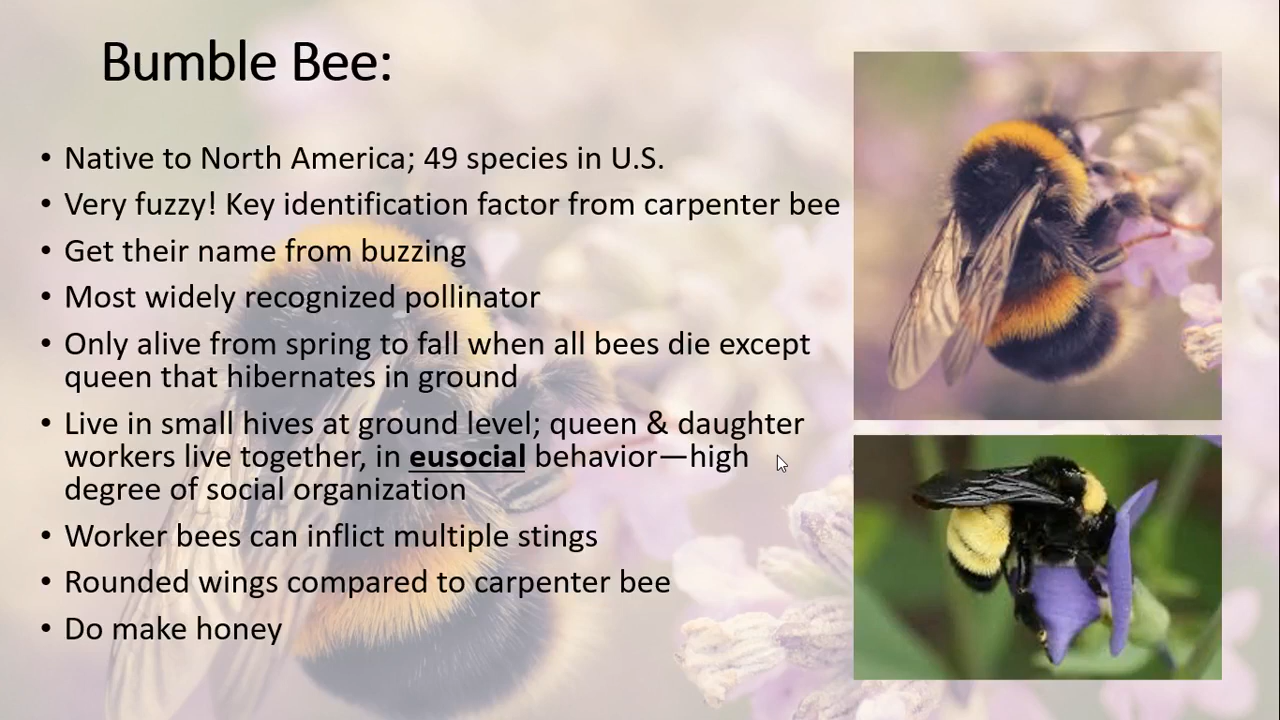 Bumble Bee:
• Native to North America; 49 species in U.S.
• Very fuzzy! Key identification factor from carpenter bee
• Get their name from buzzing
• Most widely recognized pollinator
• Only alive from spring to fall when all bees die except
queen that hibernates in ground
• Live in small hives at ground level; queen & daughter
workers live together, in eusocial behavior—high
degree of social organization
• Worker bees can inflict multiple stings
• Rounded wings compared to carpenter bee
• Do make honey